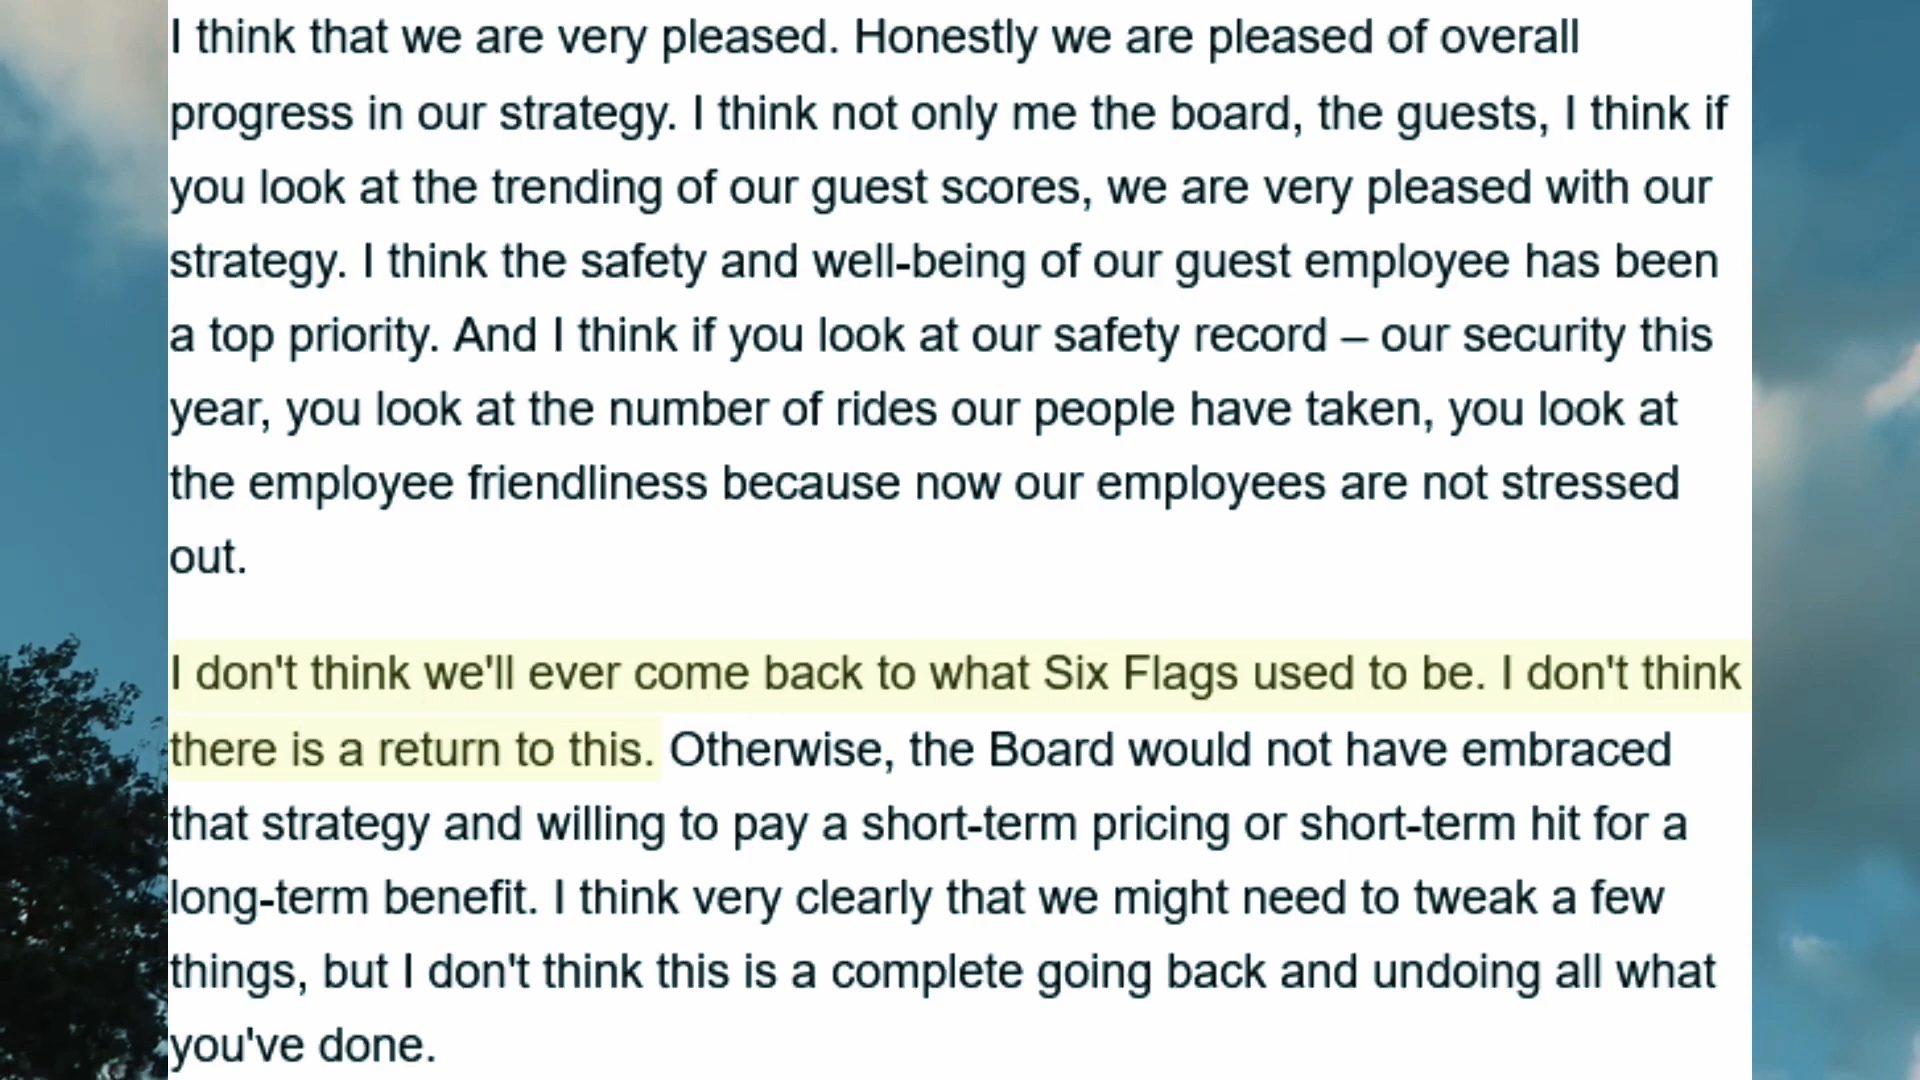 I think that we are very pleased. Honestly we are pleased of overall
progress in our strategy. I think not only me the board, the guests, I think if
you look at the trending of our guest scores, we are very pleased with our
strategy. I think the safety and well-being of our guest employee has been
a top priority. And I think if you look at our safety record – our security this
year, you look at the number of rides our people have taken, you look at
the employee friendliness because now our employees are not stressed
out.
I don't think we'll ever come back to what Six Flags used to be. I don't think
there is a return to this. Otherwise, the Board would not have embraced
that strategy and willing to pay a short-term pricing or short-term hit for a
long-term benefit. I think very clearly that we might need to tweak a few
things, but I don't think this is a complete going back and undoing all what
you've done.